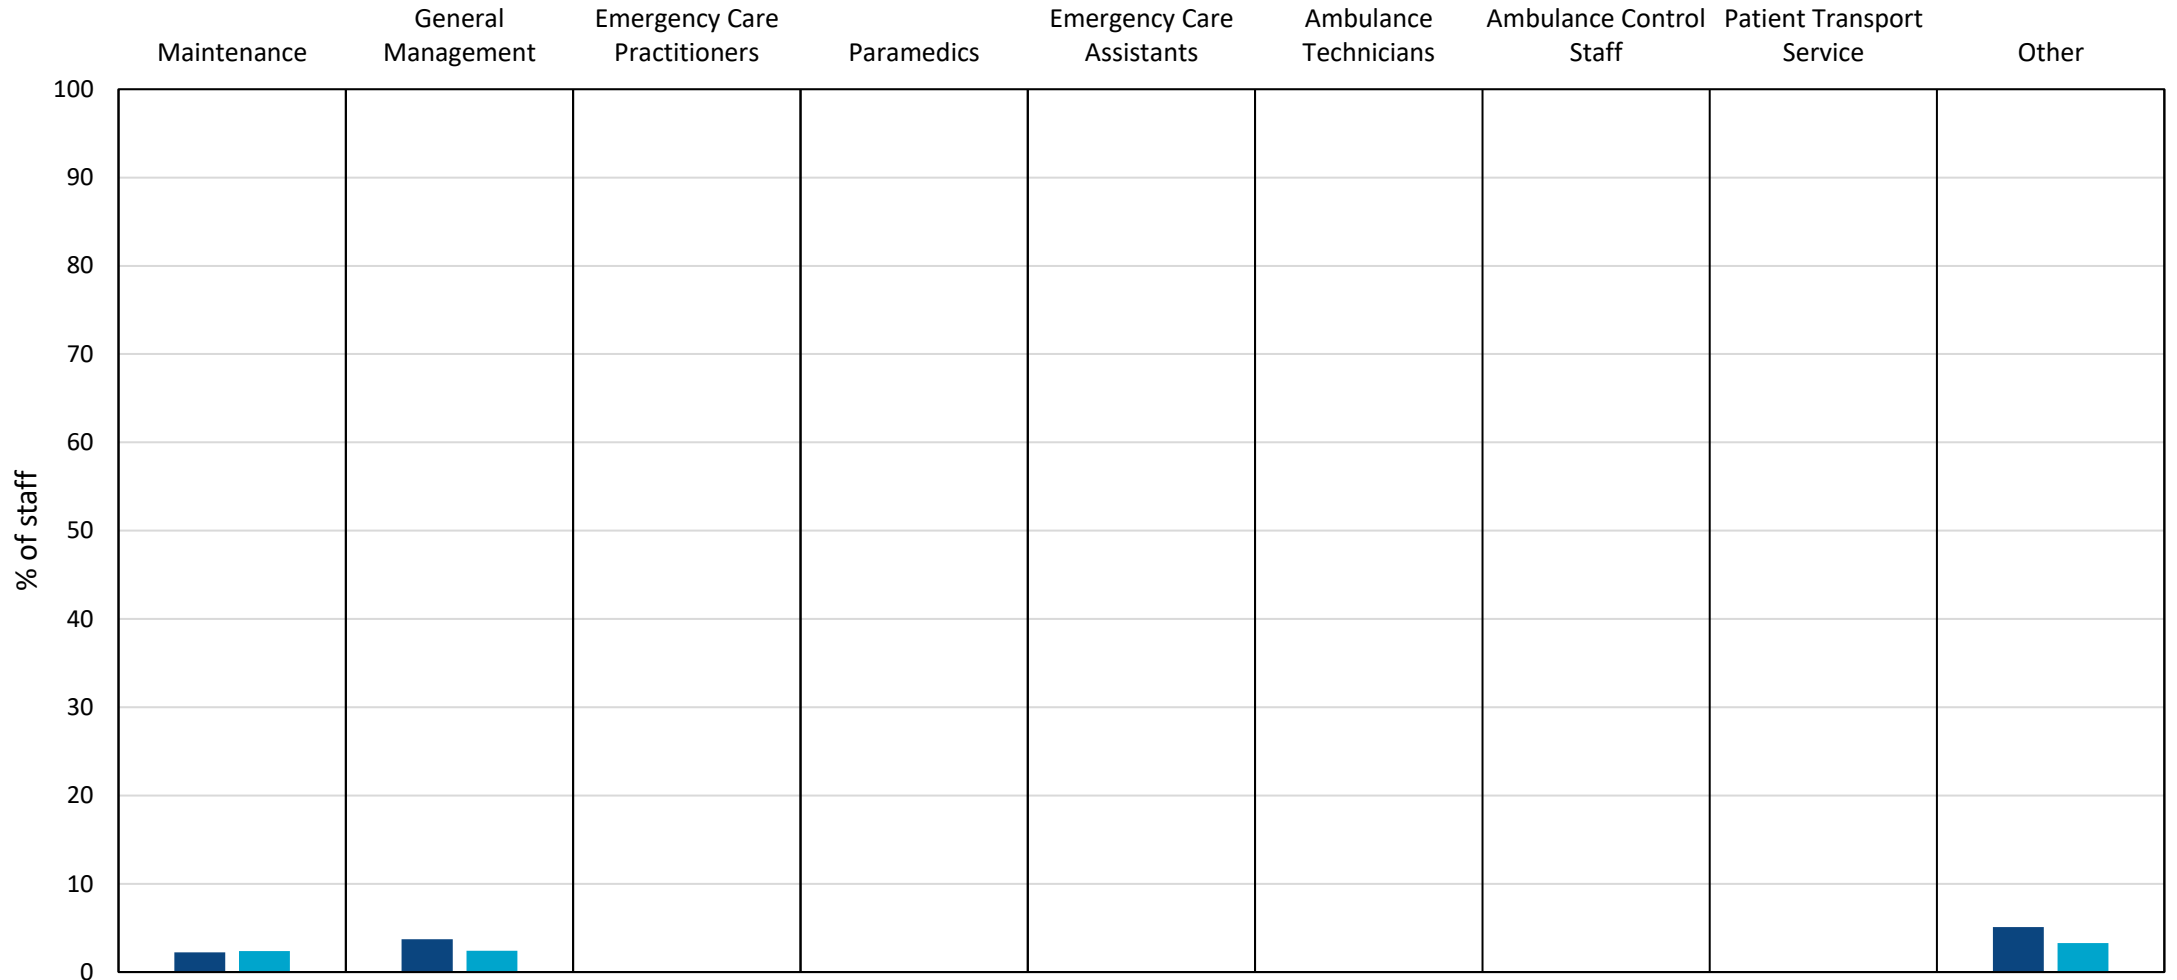 General
Emergency Care
Emergency Care
Ambulance
Ambulance Control
Patient Transport
Maintenance
Management
Practitioners
Paramedics
Assistants
Technicians
Staff
Service
Other
100
90
80
70
60
50
40
30
20
10
0
% of staff